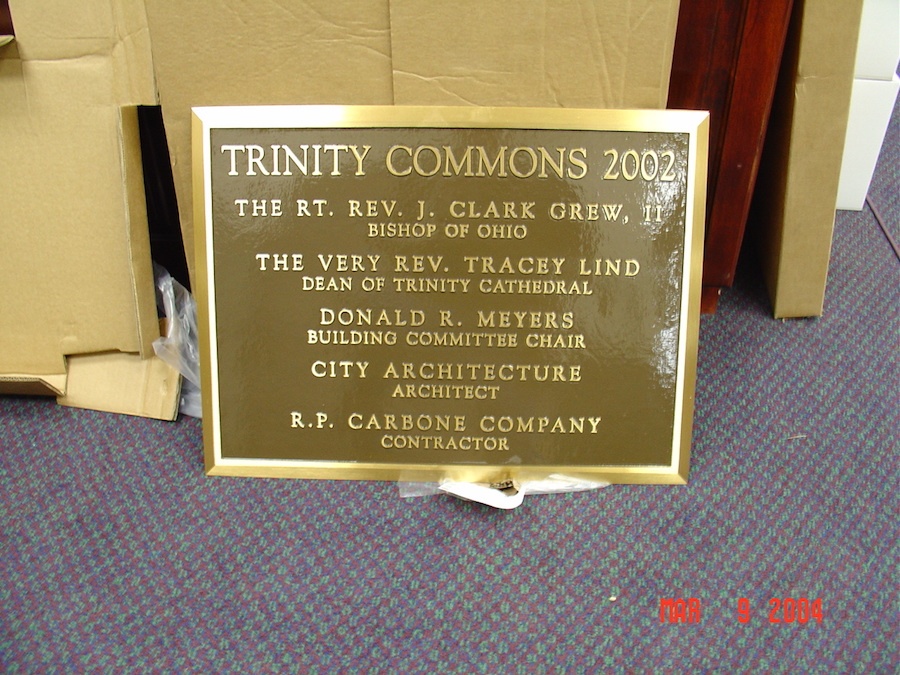 TRINITY COMMONS 2002
THE RT. REV. J. CLARK GREW, II
BISHOP OF OHIO
THE VERY REV. TRACEY LIND
DEAN OF TRINITY CATHEDRAL
DONALD R. MEYERS
BUILDING COMMITTEE CHAIR
CITY ARCHITECTURE
ARCHITECT
R.P. CARBONE COMPANY
CONTRACTOR
MAR 9 2004